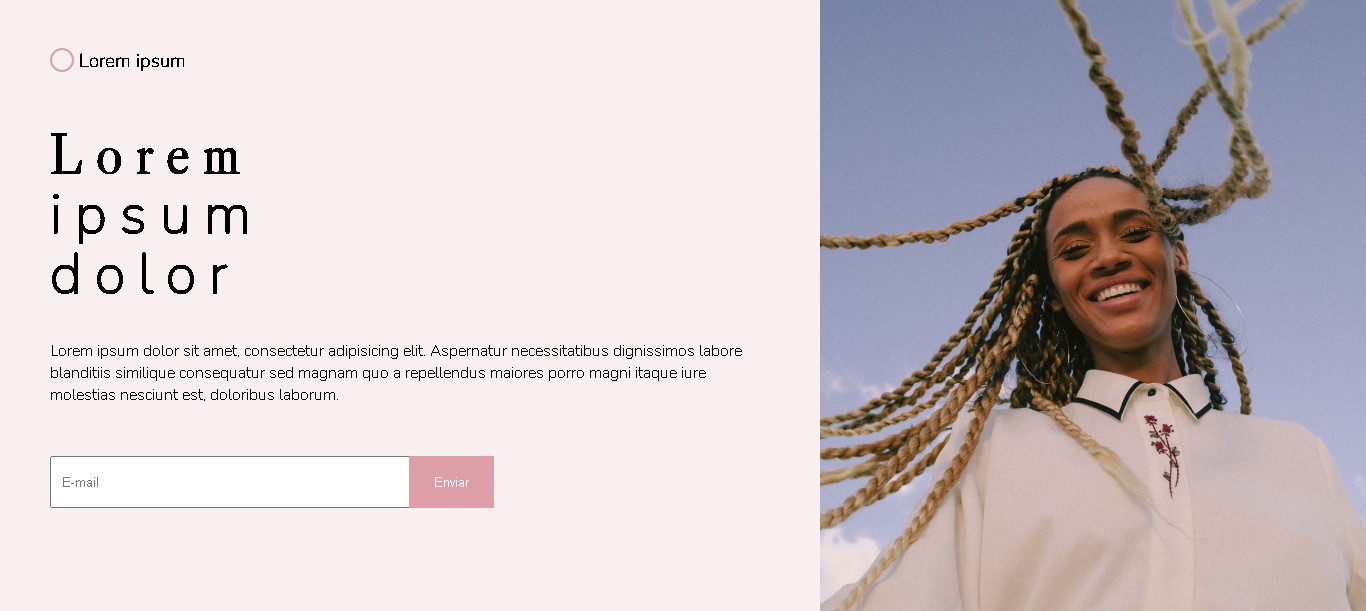 Lorem ipsum
Lorem
ipsum
dolor
Lorem ipsum dolor sit amet, consectetur adipisicing elit. Aspernatur necessitatibus dignissimos labore
blanditiis similique consequatur sed magnam quo a repellendus maiores porro magni itaque iure
molestias nesciunt est, doloribus laborum.
E-mail
Enviar